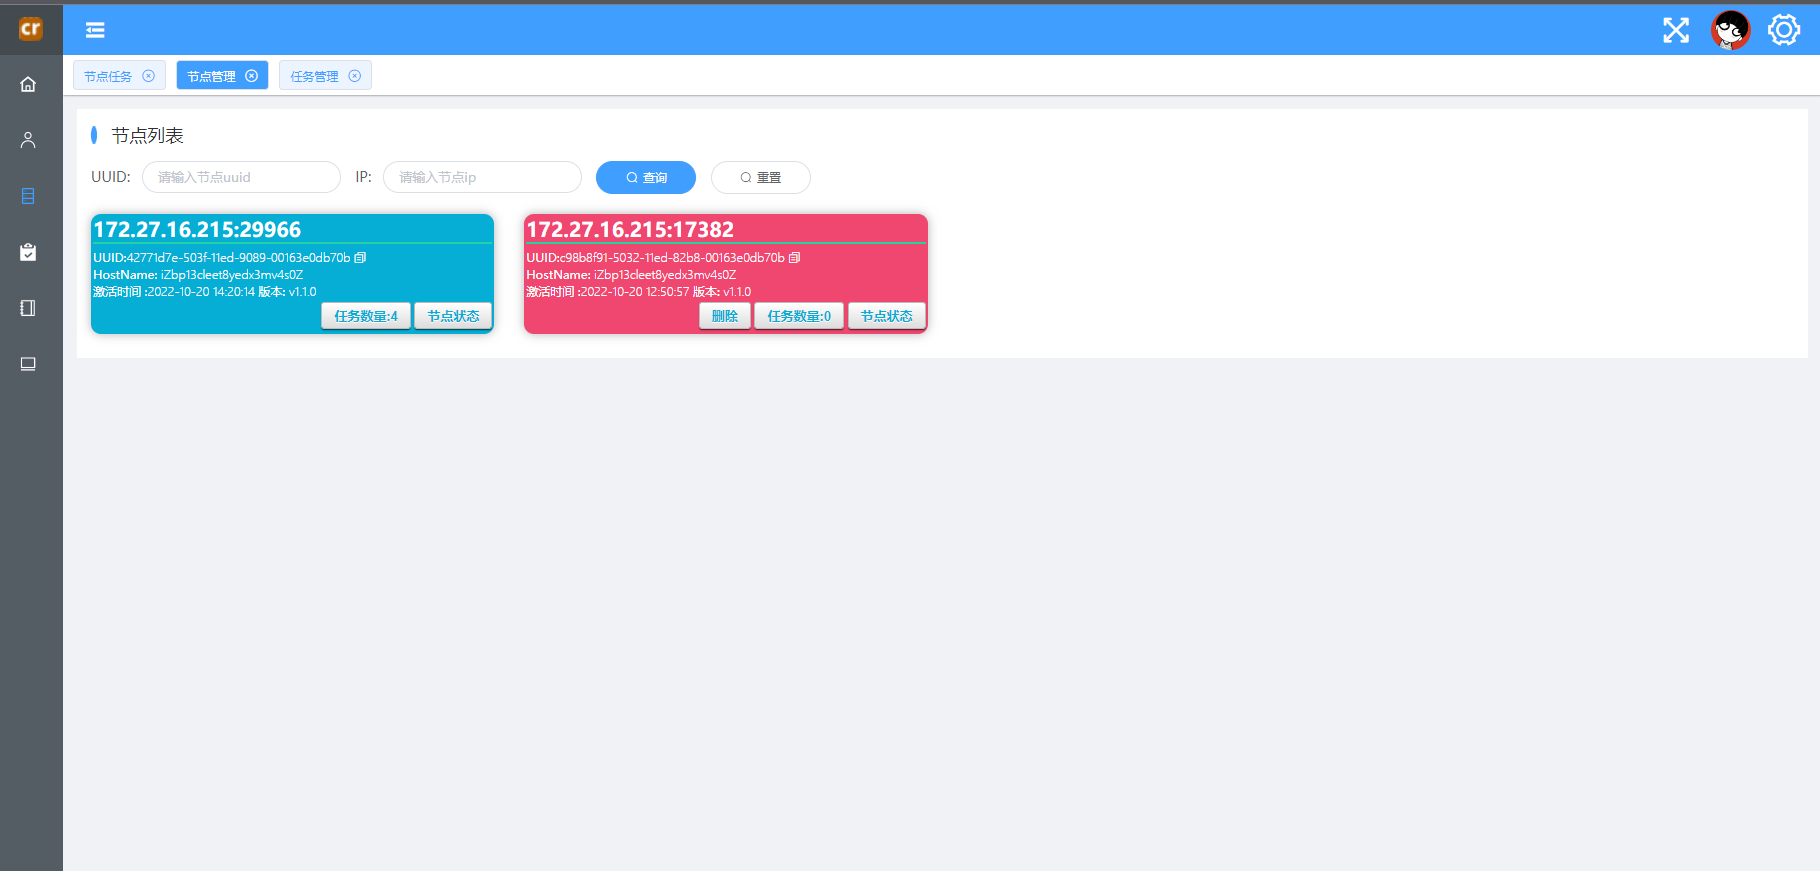 cr
节点任务 节点管理 任务管理
节点列表
UUID: 请输入节点uuid IP: 请输入节点ip 查询 重置
172.27.16.215:29966
UUID:42771d7e-503f-11ed-9089-00163e0db70b
HostName: iZbp13cleet8yedx3mv4s0Z
激活时间 :2022-10-20 14:20:14 版本: v1.1.0
任务数量:4 节点状态
172.27.16.215:17382
UUID:c98b8f91-5032-11ed-82b8-00163e0db70b
HostName: iZbp13cleet8yedx3mv4s0Z
激活时间 :2022-10-20 12:50:57 版本: v1.1.0
删除 任务数量:0 节点状态